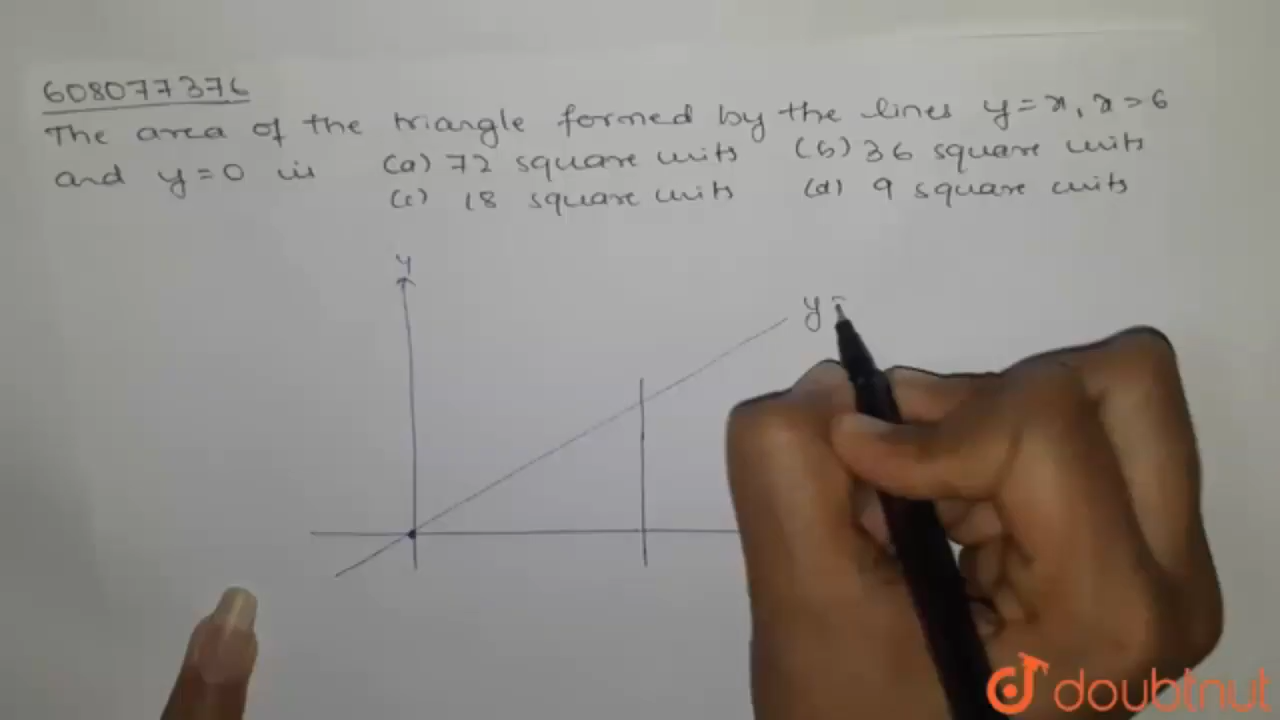 608077376
The area of the triangle formed by the lines y=x, x=6
and y=0 is (a) 72 square units (b) 36 square units
(c) 18 square units (d) 9 square units
y
y =
doubtnut